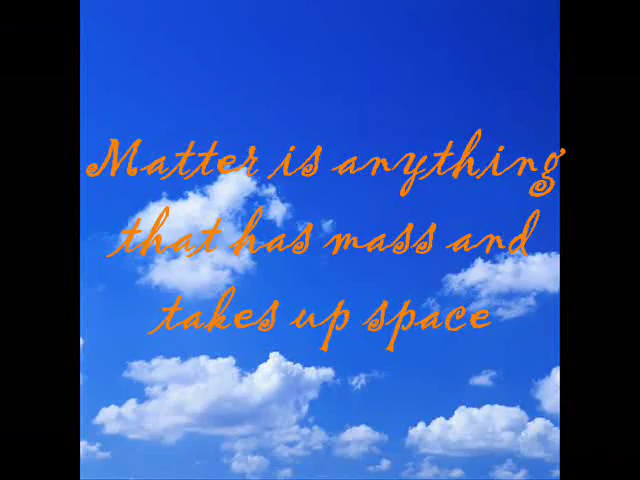 Matter is anything
that has mass and
takes up space